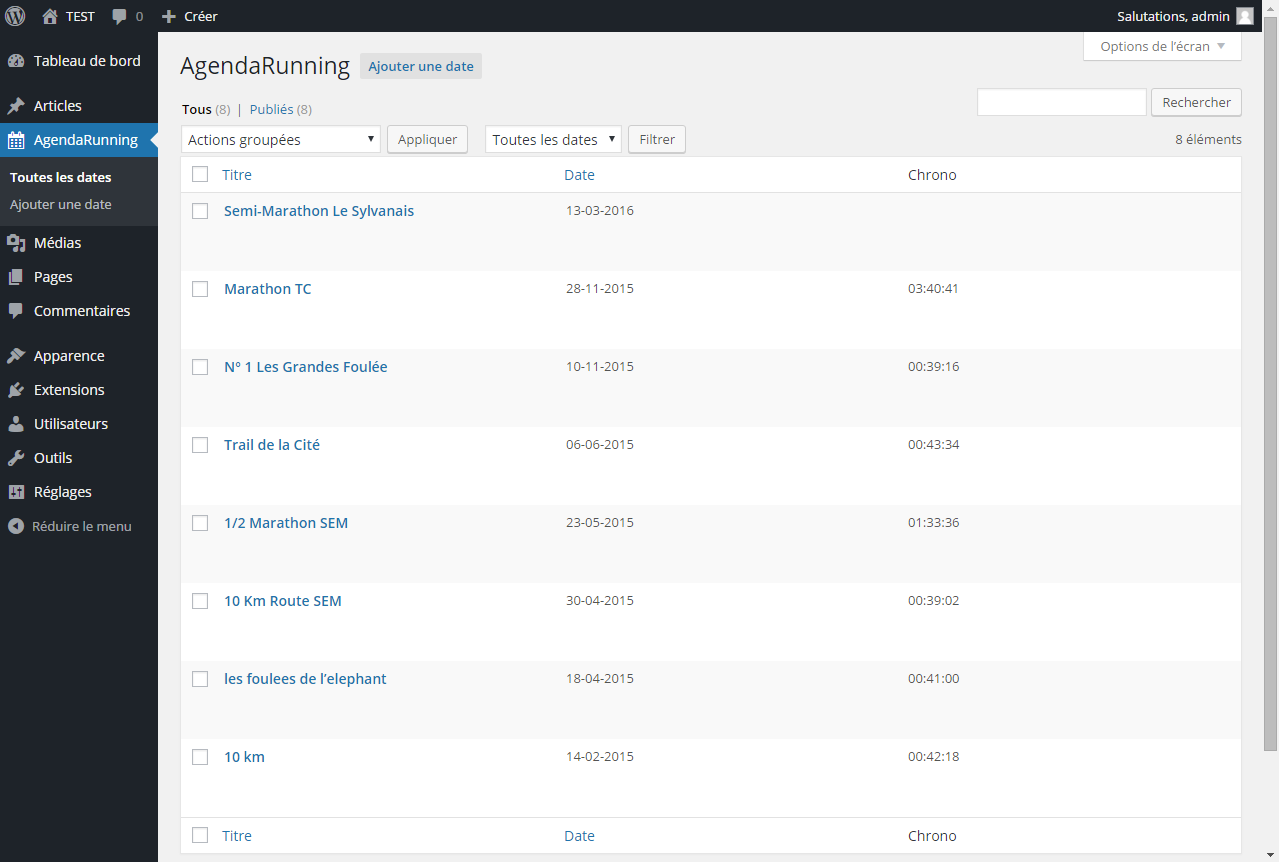 TEST 0 Créer Salutations, admin
Options de l'écran
Tableau de bord
Articles
AgendaRunning
Toutes les dates
Ajouter une date
Médias
Pages
Commentaires
Apparence
Extensions
Utilisateurs
Outils
Réglages
Réduire le menu
AgendaRunning Ajouter une date
Tous (8) | Publiés (8) Rechercher
Actions groupées Appliquer Toutes les dates Filtrer 8 éléments
Titre Date Chrono
Semi-Marathon Le Sylvanais 13-03-2016
Marathon TC 28-11-2015 03:40:41
N° 1 Les Grandes Foulée 10-11-2015 00:39:16
Trail de la Cité 06-06-2015 00:43:34
1/2 Marathon SEM 23-05-2015 01:33:36
10 Km Route SEM 30-04-2015 00:39:02
les foulees de l'elephant 18-04-2015 00:41:00
10 km 14-02-2015 00:42:18
Titre Date Chrono